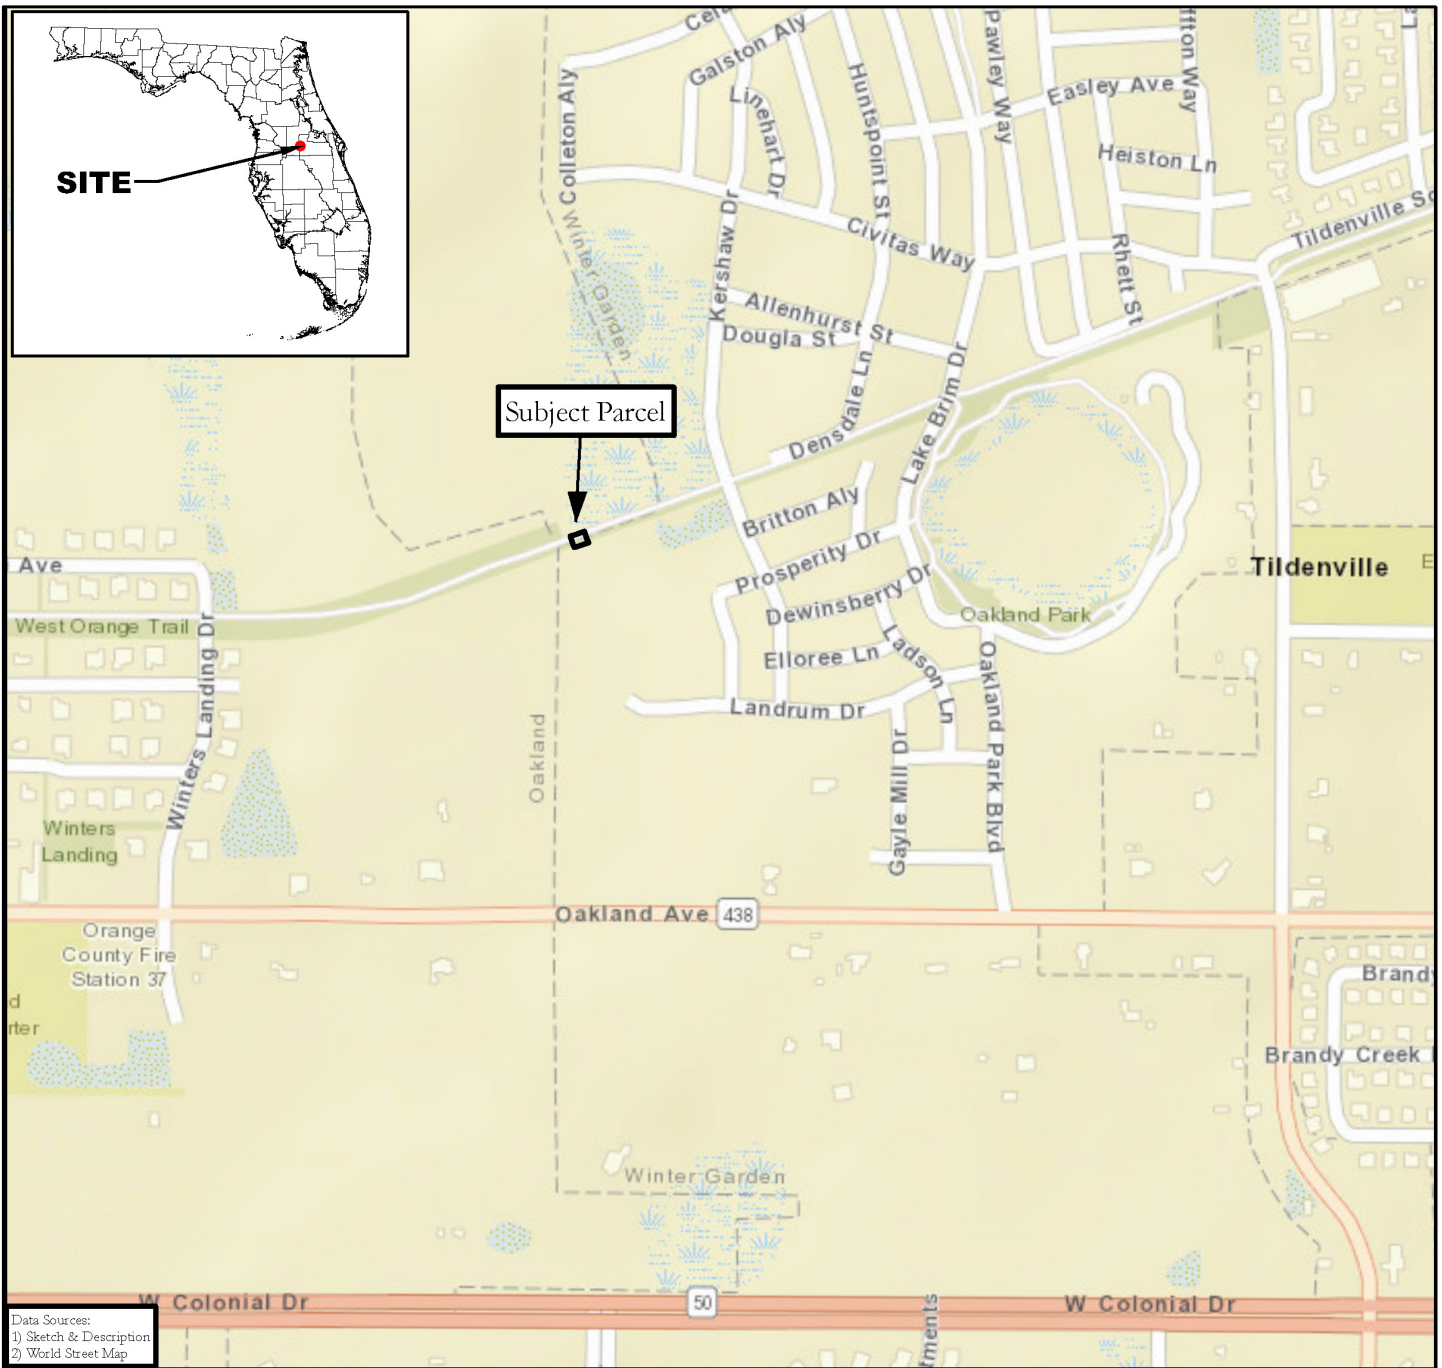 SITE
Galston Aly
Colleton Aly
Linehart Dr
Huntspoint St
Pawley Way
Easley Ave
Heiston Ln
Tildenville
Kershaw Dr
Civitas Way
Rhett St
Winter Garden
Allenhurst St
Dougla St
Densdale Ln
Lake Brim Dr
Subject Parcel
Britton Aly
Prosperity Dr
Dewinsberry Dr
Elloree Ln
Ladson Ln
Landrum Dr
Oakland Park
Tildenville
Ave
West Orange Trail
Winters Landing Dr
Oakland
Gayle Mill Dr
Oakland Park Blvd
Winters
Landing
Oakland Ave
438
Orange
County Fire
Station 37
d
rter
Brandy
Brandy Creek
Winter Garden
W Colonial Dr
50
W Colonial Dr
tments
Data Sources:
1) Sketch & Description
2) World Street Map